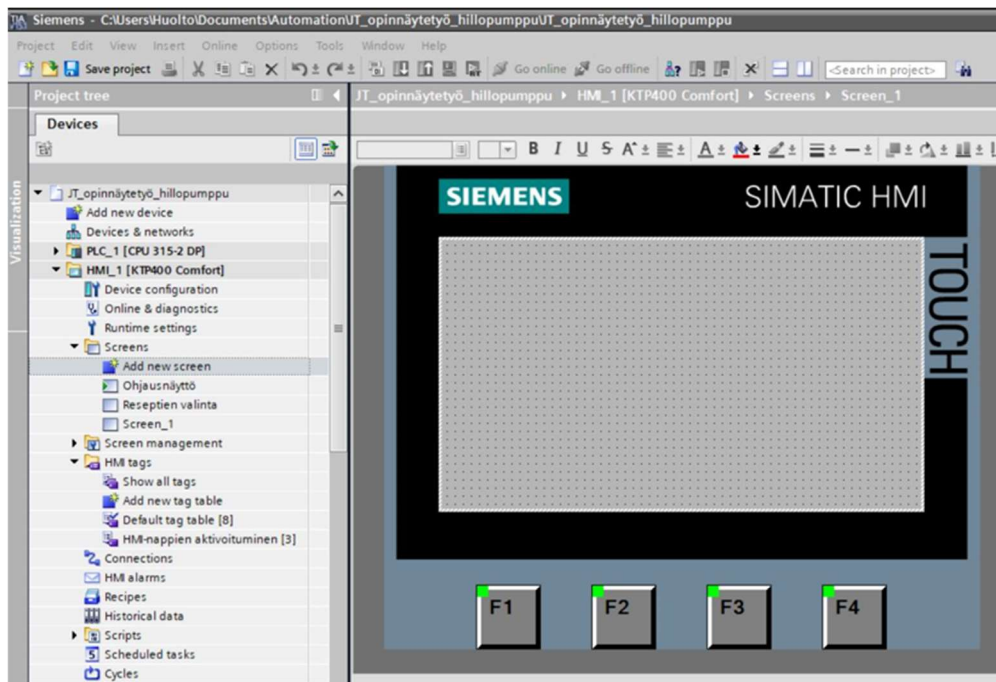 Siemens - C:\Users\Huolto\Documents\Automation\JT_opinnäytetyö_hillopumppu\JT_opinnäytetyö_hillopumppu
Project Edit View Insert Online Options Tools Window Help
Save project Go online Go offline <Search in project>
Project tree
JT_opinnäytetyö_hillopumppu HMI_1 [KTP400 Comfort] Screens Screen_1
Devices
B I U S A A
Visualization
JT_opinnäytetyö_hillopumppu
Add new device
Devices & networks
PLC_1 [CPU 315-2 DP]
HMI_1 [KTP400 Comfort]
Device configuration
Online & diagnostics
Runtime settings
Screens
Add new screen
Ohjausnäyttö
Reseptien valinta
Screen_1
Screen management
HMI tags
Show all tags
Add new tag table
Default tag table [8]
HMI-nappien aktivoituminen [3]
Connections
HMI alarms
Recipes
Historical data
Scripts
Scheduled tasks
Cycles
SIEMENS SIMATIC HMI
TOUCH
F1 F2 F3 F4